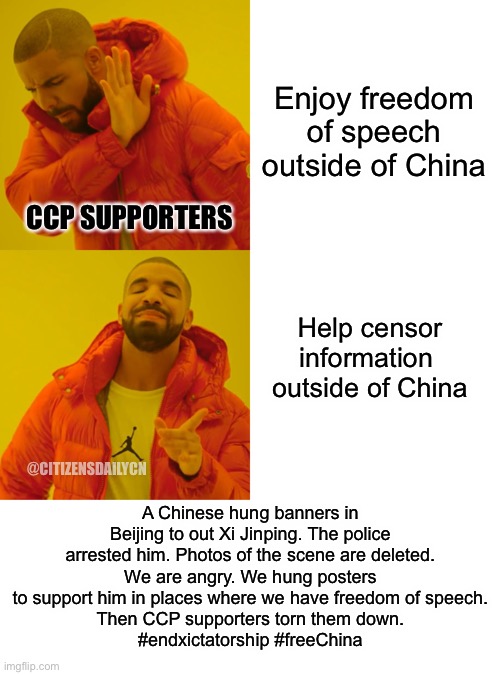 Enjoy freedom
of speech
outside of China
CCP SUPPORTERS
Help censor
information
outside of China
@CITIZENSDAILYCN
A Chinese hung banners in
Beijing to out Xi Jinping. The police
arrested him. Photos of the scene are deleted.
We are angry. We hung posters
to support him in places where we have freedom of speech.
Then CCP supporters torn them down.
#endxictatorship #freeChina
imgflip.com